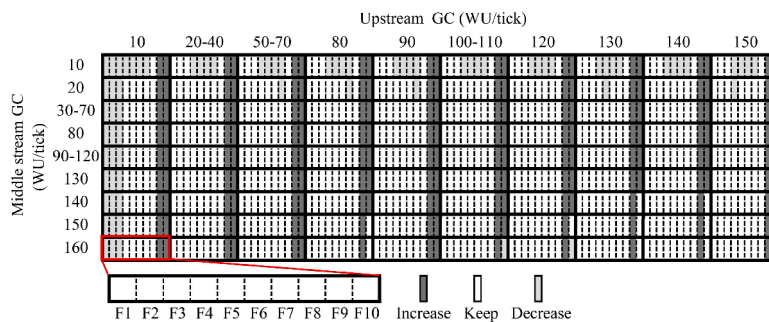 Upstream GC (WU/tick)
10 20-40 50-70 80 90 100-110 120 130 140 150
Middle stream GC
(WU/tick)
10
20
30-70
80
90-120
130
140
150
160
F1 F2 F3 F4 F5 F6 F7 F8 F9 F10 Increase Keep Decrease